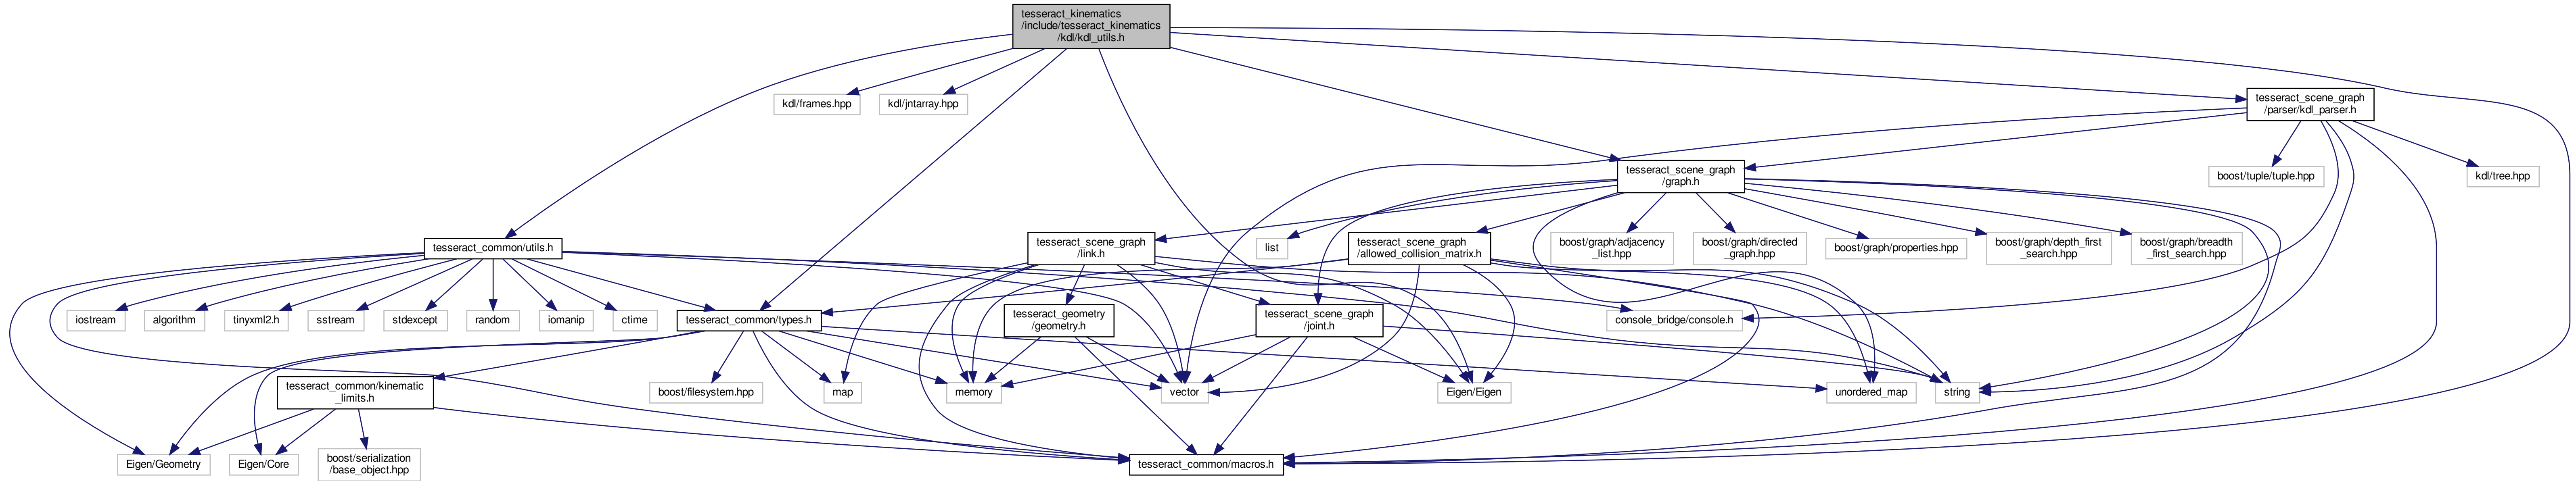 tesseract_kinematics
/include/tesseract_kinematics
/kdl/kdl_utils.h
kdl/frames.hpp
kdl/jntarray.hpp
tesseract_scene_graph
/parser/kdl_parser.h
tesseract_scene_graph
/graph.h
boost/tuple/tuple.hpp
kdl/tree.hpp
tesseract_common/utils.h
tesseract_scene_graph
/link.h
list
tesseract_scene_graph
/allowed_collision_matrix.h
boost/graph/adjacency
_list.hpp
boost/graph/directed
_graph.hpp
boost/graph/properties.hpp
boost/graph/depth_first
_search.hpp
boost/graph/breadth
_first_search.hpp
iostream
algorithm
tinyxml2.h
sstream
stdexcept
random
iomanip
ctime
tesseract_common/types.h
tesseract_geometry
/geometry.h
tesseract_scene_graph
/joint.h
console_bridge/console.h
tesseract_common/kinematic
_limits.h
boost/filesystem.hpp
map
memory
vector
Eigen/Eigen
unordered_map
string
Eigen/Geometry
Eigen/Core
boost/serialization
/base_object.hpp
tesseract_common/macros.h